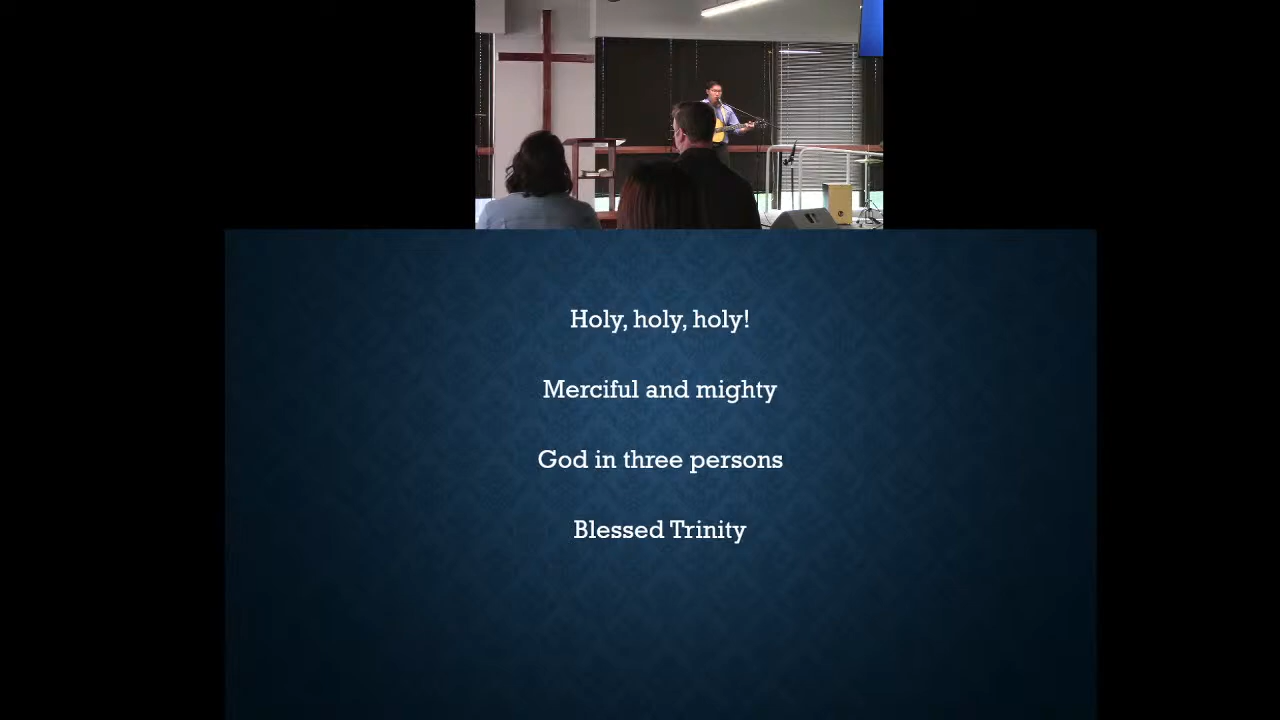 Holy, holy, holy!
Merciful and mighty
God in three persons
Blessed Trinity